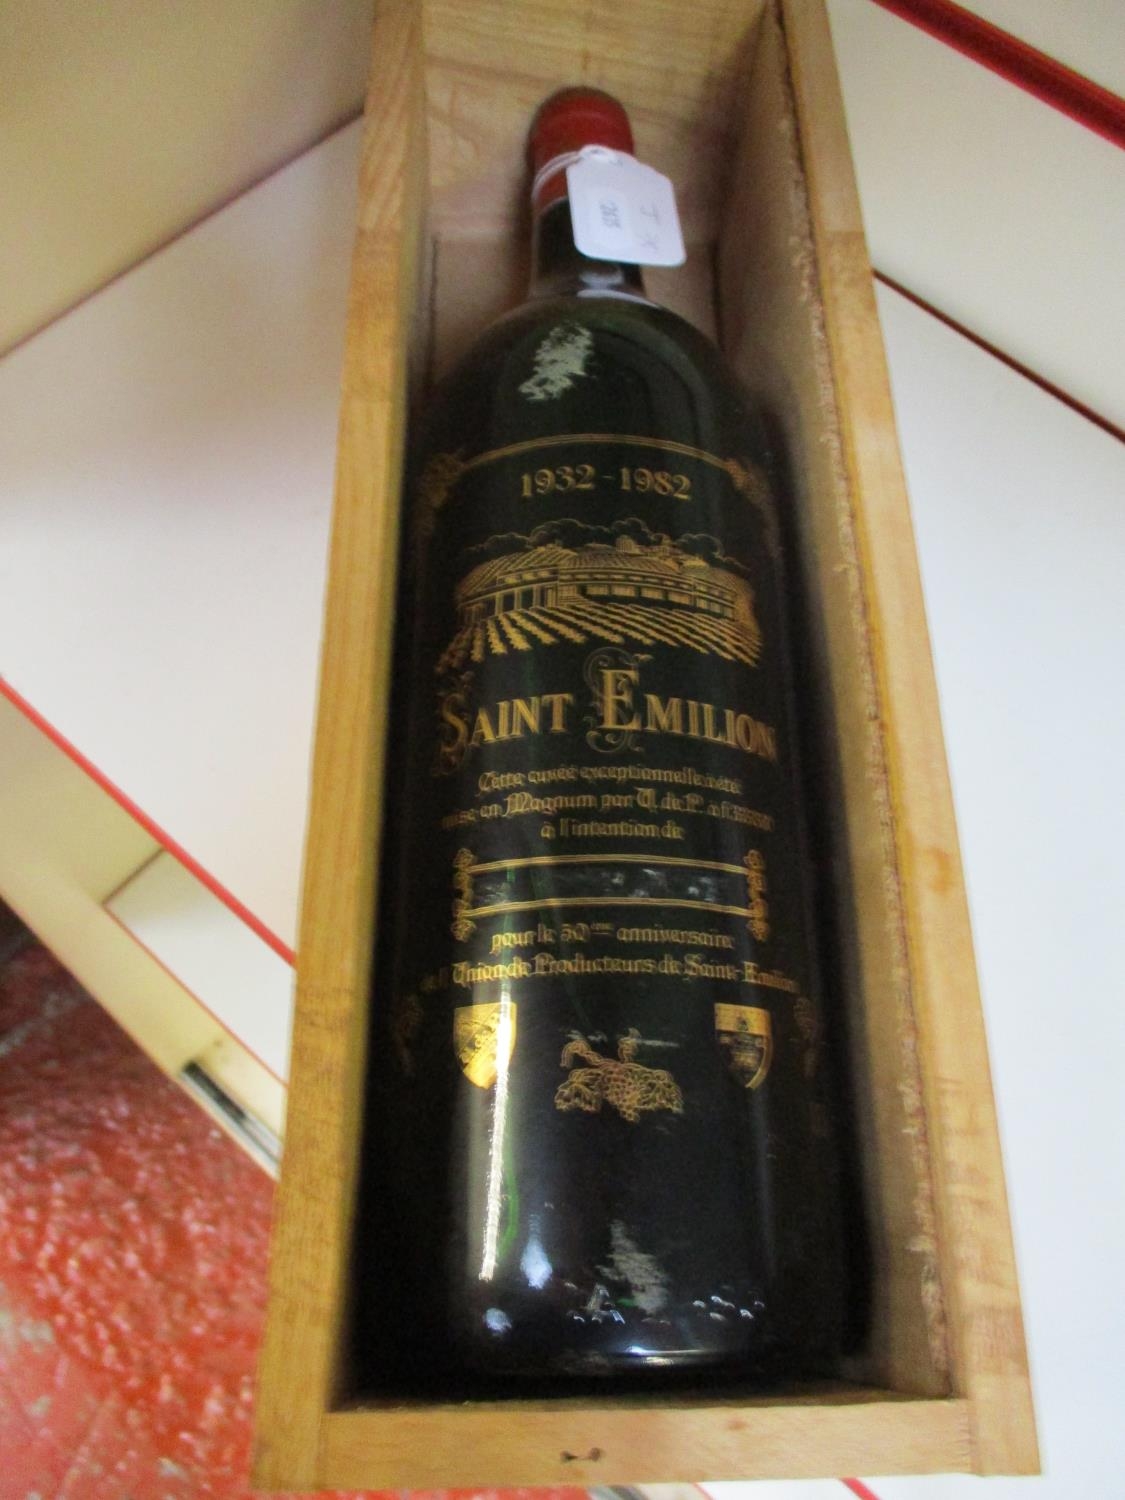 1932 - 1982
SAINT EMILION
Cette cuvée exceptionnelle a été
mise en Magnum par U. de P. à
à l'intention de
pour le 50ème anniversaire
de l'Union de Producteurs de Saint-Emilion